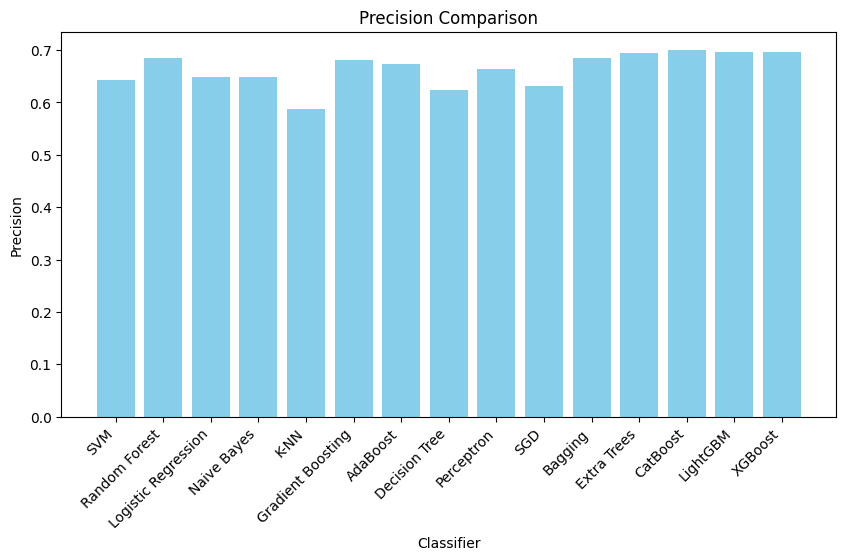 Precision Comparison
Precision
0.7
0.6
0.5
0.4
0.3
0.2
0.1
0.0
SVM
Random Forest
Logistic Regression
Naive Bayes
K-NN
Gradient Boosting
AdaBoost
Decision Tree
Perceptron
SGD
Bagging
Extra Trees
CatBoost
LightGBM
XGBoost
Classifier